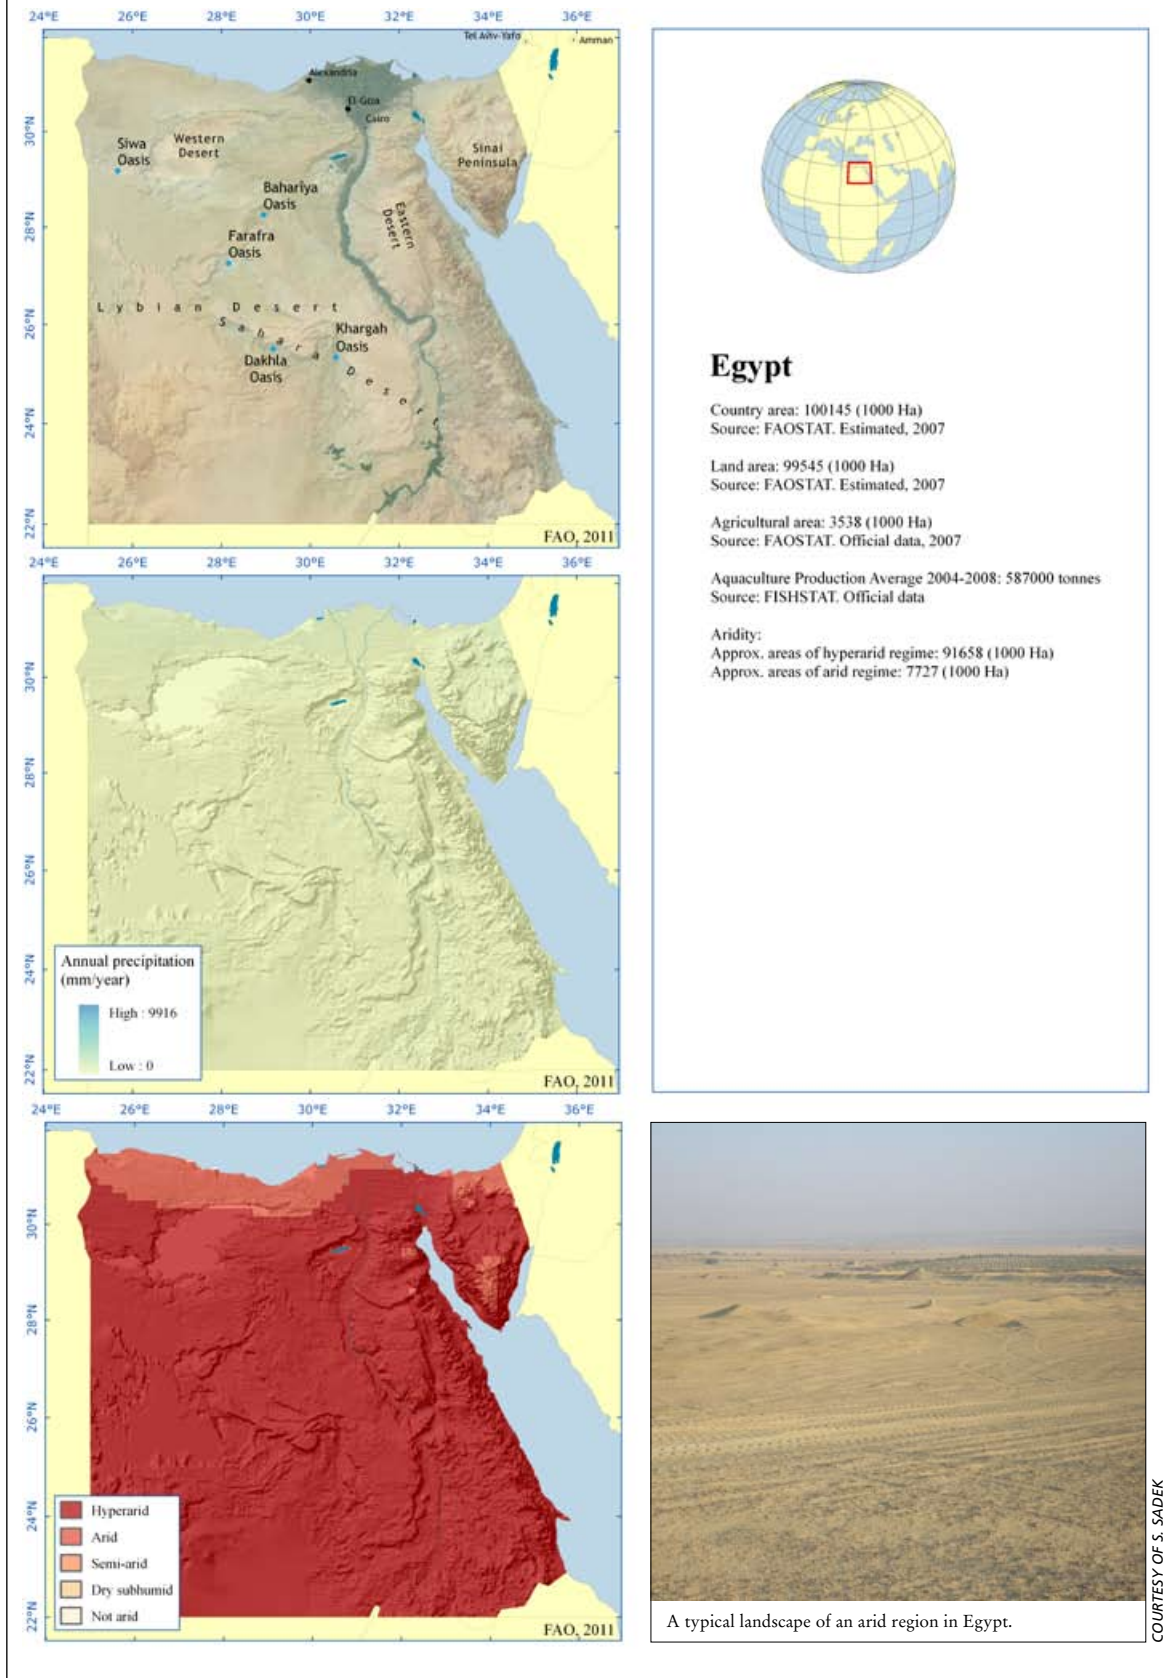 24°E 26°E 28°E 30°E 32°E 34°E 36°E
Tel Aviv-Yafo
Amman
Alexandria
El-Giza
Cairo
30°N
Siwa
Oasis
Western
Desert
Sinai
Peninsula
Bahariya
Oasis
Eastern
Desert
28°N
Farafra
Oasis
Lybian Desert
26°N
Sahara Desert
Khargah
Oasis
Dakhla
Oasis
24°N
22°N
FAO, 2011
24°E 26°E 28°E 30°E 32°E 34°E 36°E
30°N
28°N
26°N
24°N
22°N
Annual precipitation
(mm/year)
High : 9916
Low : 0
FAO, 2011
24°E 26°E 28°E 30°E 32°E 34°E 36°E
30°N
28°N
26°N
24°N
22°N
Hyperarid
Arid
Semi-arid
Dry subhumid
Not arid
FAO, 2011
Egypt
Country area: 100145 (1000 Ha)
Source: FAOSTAT. Estimated, 2007
Land area: 99545 (1000 Ha)
Source: FAOSTAT. Estimated, 2007
Agricultural area: 3538 (1000 Ha)
Source: FAOSTAT. Official data, 2007
Aquaculture Production Average 2004-2008: 587000 tonnes
Source: FISHSTAT. Official data
Aridity:
Approx. areas of hyperarid regime: 91658 (1000 Ha)
Approx. areas of arid regime: 7727 (1000 Ha)
A typical landscape of an arid region in Egypt.
COURTESY OF S. SADEK